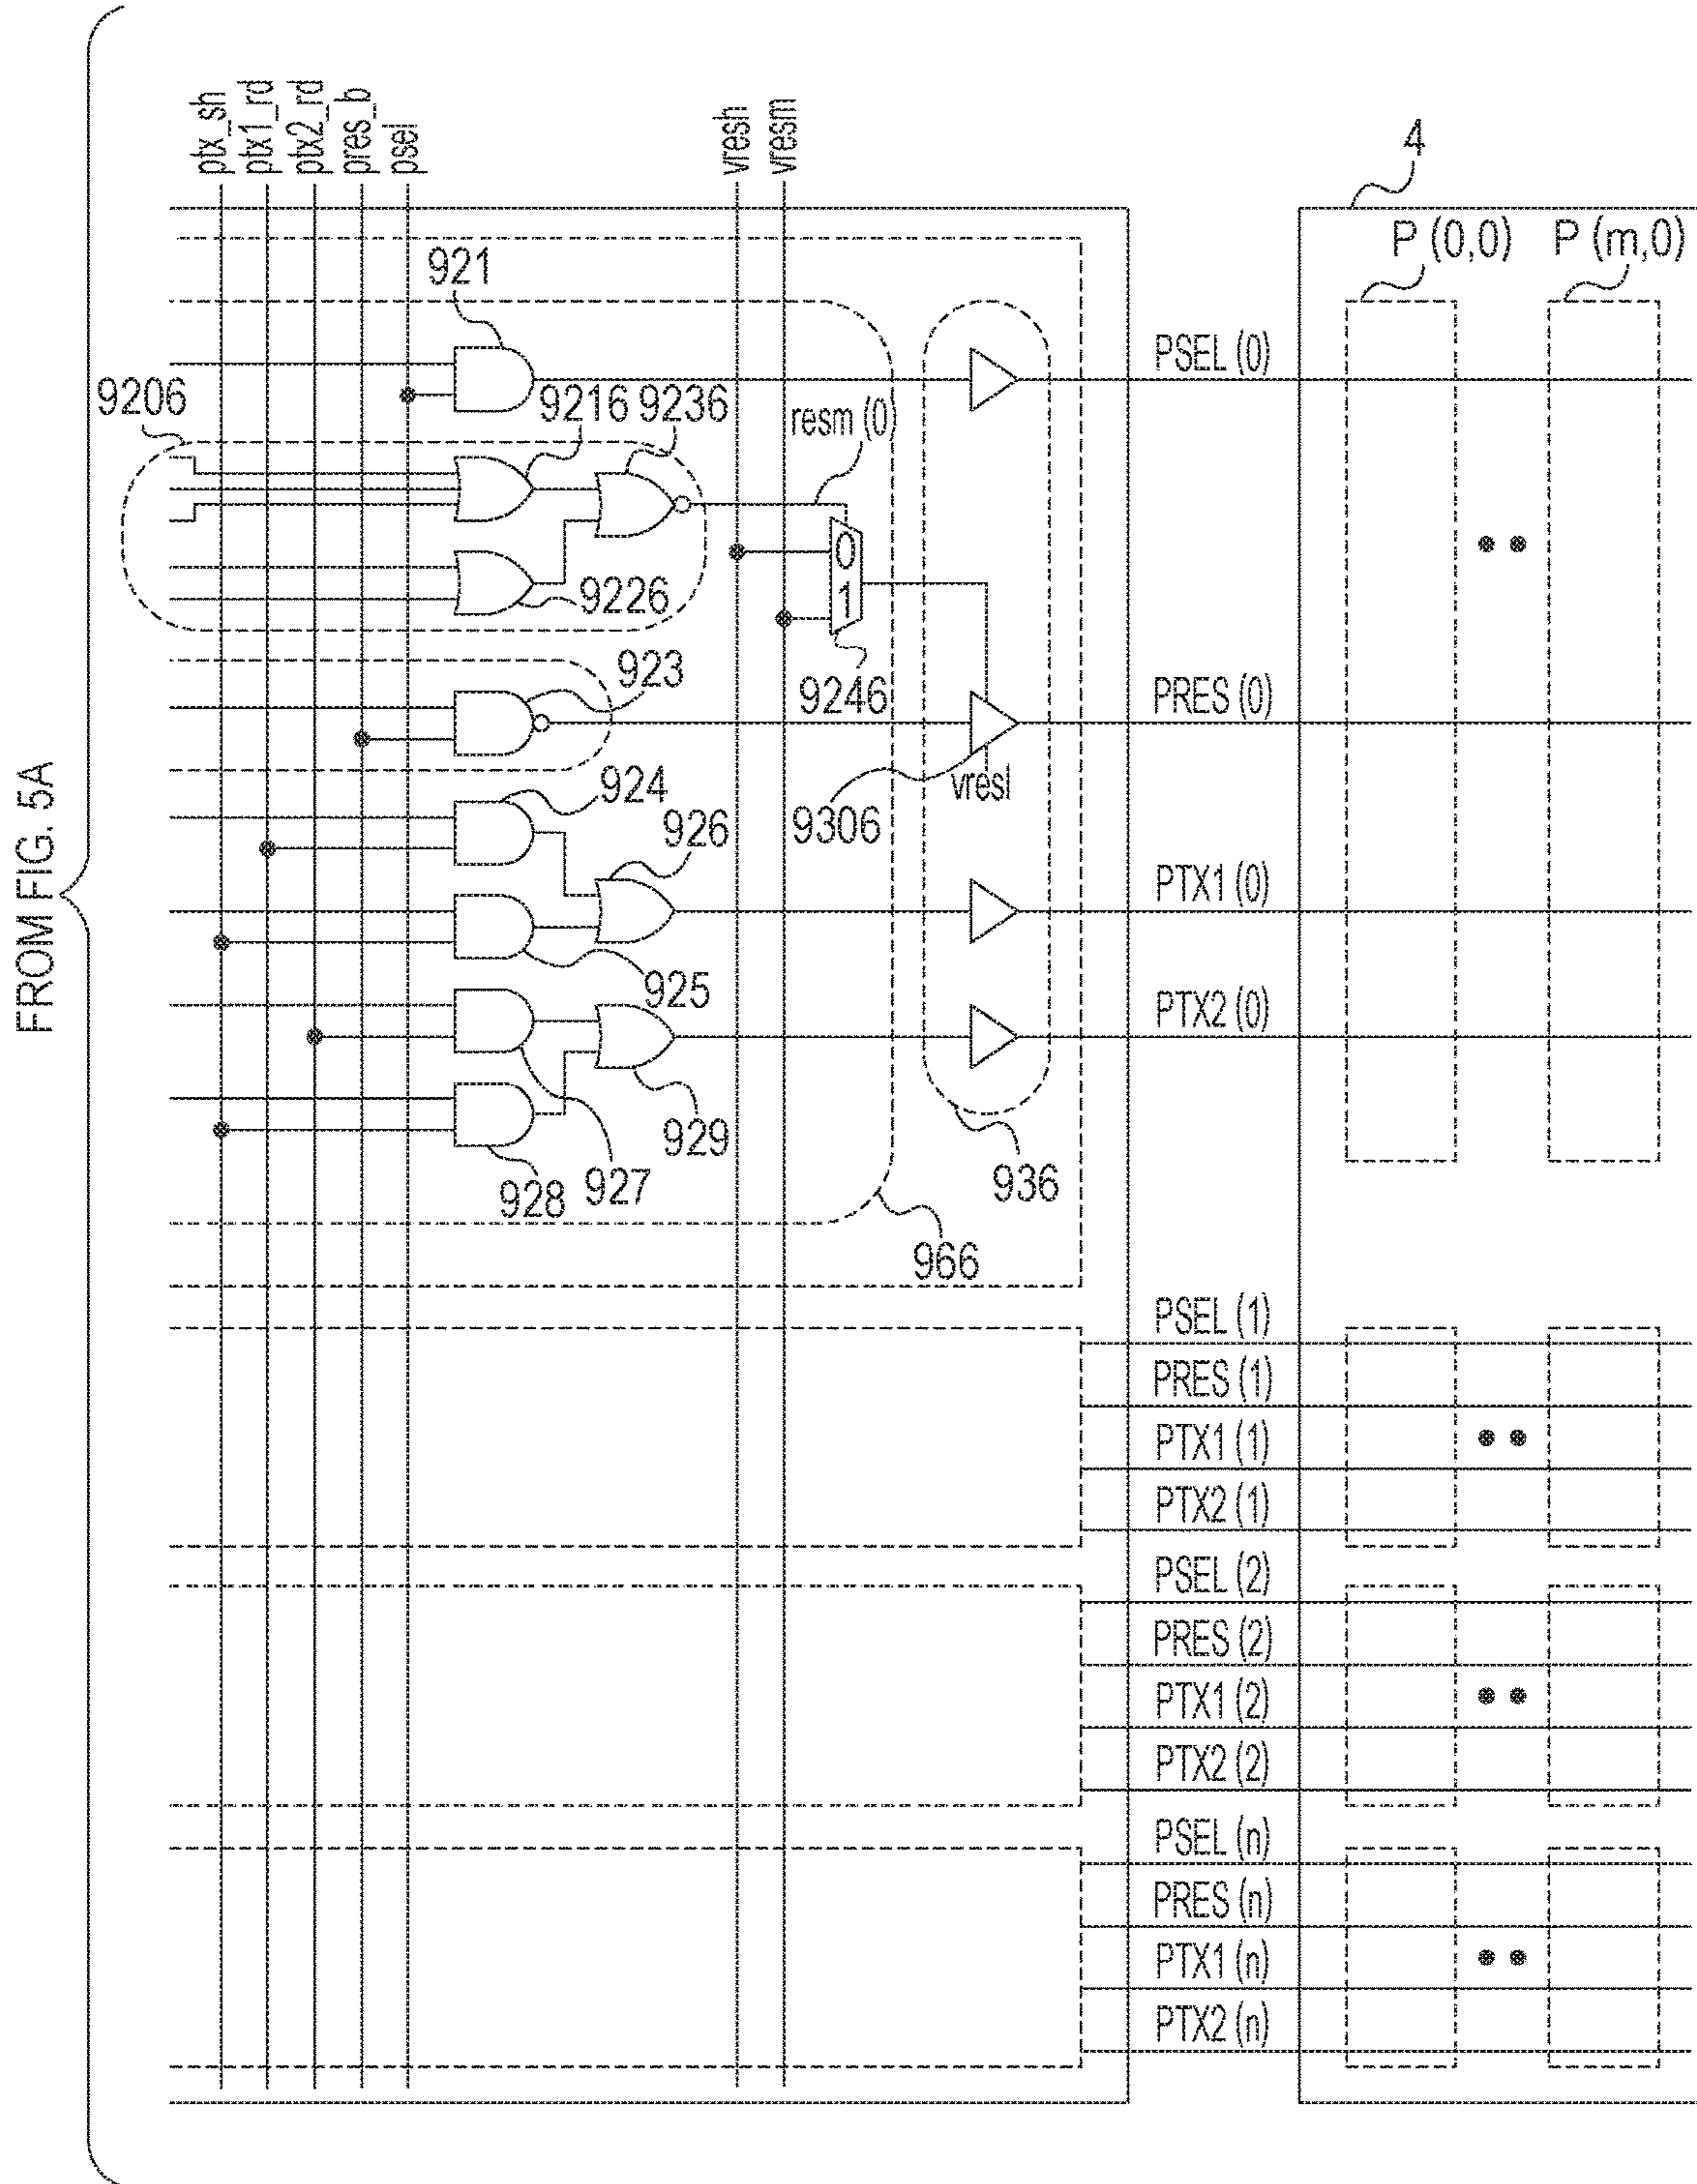 FROM FIG. 5A
ptx_sh
ptx1_rd
ptx2_rd
pres_b
psel
vresh
vresm
4
P (0,0) P (m,0)
921
PSEL (0)
9206
9216 9236
resm (0)
0
1
9226
923
9246
PRES (0)
924
vresl
926
9306
PTX1 (0)
925
PTX2 (0)
929
927
928
936
966
PSEL (1)
PRES (1)
PTX1 (1)
PTX2 (1)
PSEL (2)
PRES (2)
PTX1 (2)
PTX2 (2)
PSEL (n)
PRES (n)
PTX1 (n)
PTX2 (n)